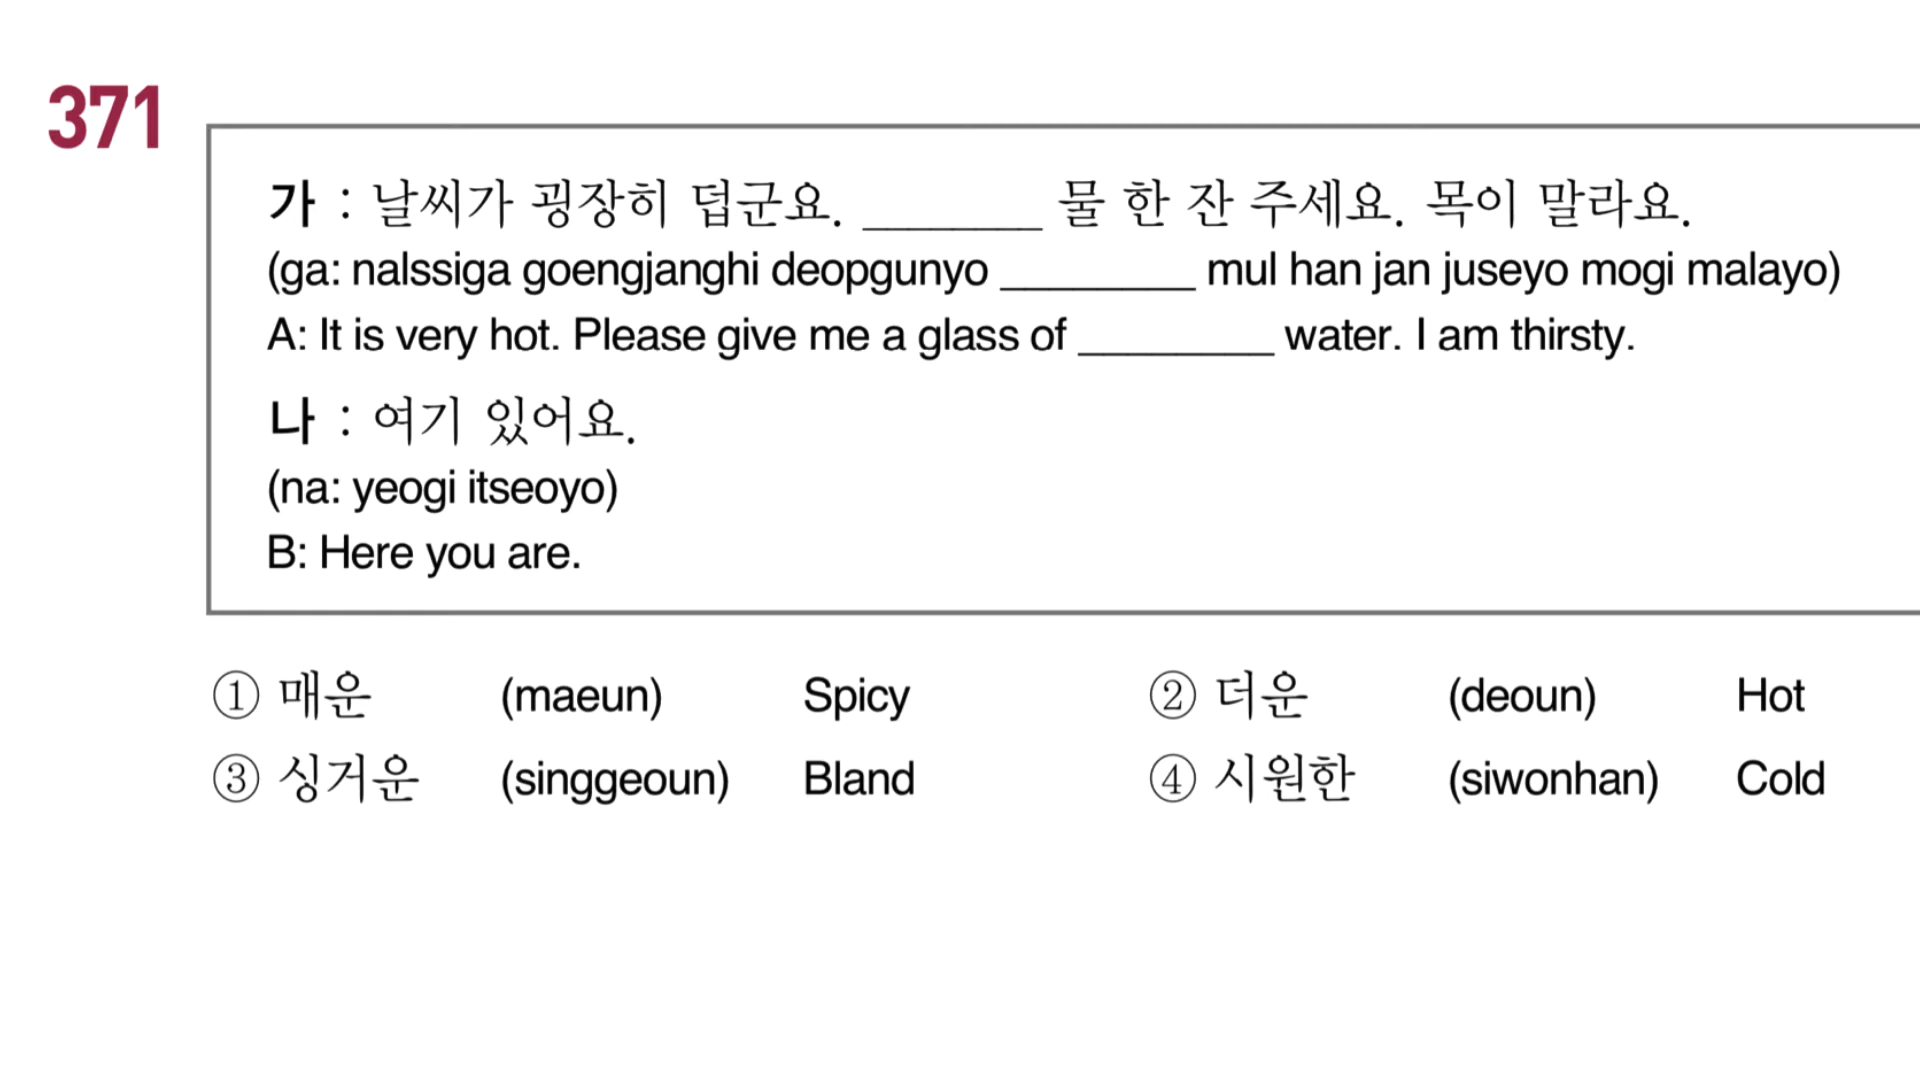 371
가 : 날씨가 굉장히 덥군요. ________ 물 한 잔 주세요. 목이 말라요.
(ga: nalssiga goengjanghi deopgunyo ________ mul han jan juseyo mogi malayo)
A: It is very hot. Please give me a glass of ________ water. I am thirsty.
나 : 여기 있어요.
(na: yeogi itseoyo)
B: Here you are.
① 매운 (maeun) Spicy ② 더운 (deoun) Hot
③ 싱거운 (singgeoun) Bland ④ 시원한 (siwonhan) Cold